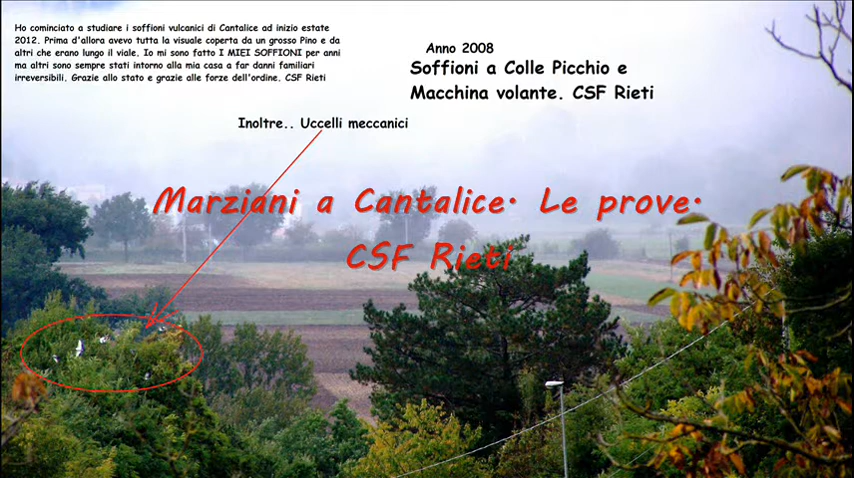 Ho cominciato a studiare i soffioni vulcanici di Cantalice ad inizio estate
2012. Prima d'allora avevo tutta la visuale coperta da un grosso Pino e da
altri che erano lungo il viale. Io mi sono fatto I MIEI SOFFIONI per anni
ma altri sono sempre stati intorno alla mia casa a far danni familiari
irreversibili. Grazie allo stato e grazie alle forze dell'ordine. CSF Rieti
Anno 2008
Soffioni a Colle Picchio e
Macchina volante. CSF Rieti
Inoltre.. Uccelli meccanici
Marziani a Cantalice. Le prove.
CSF Rieti